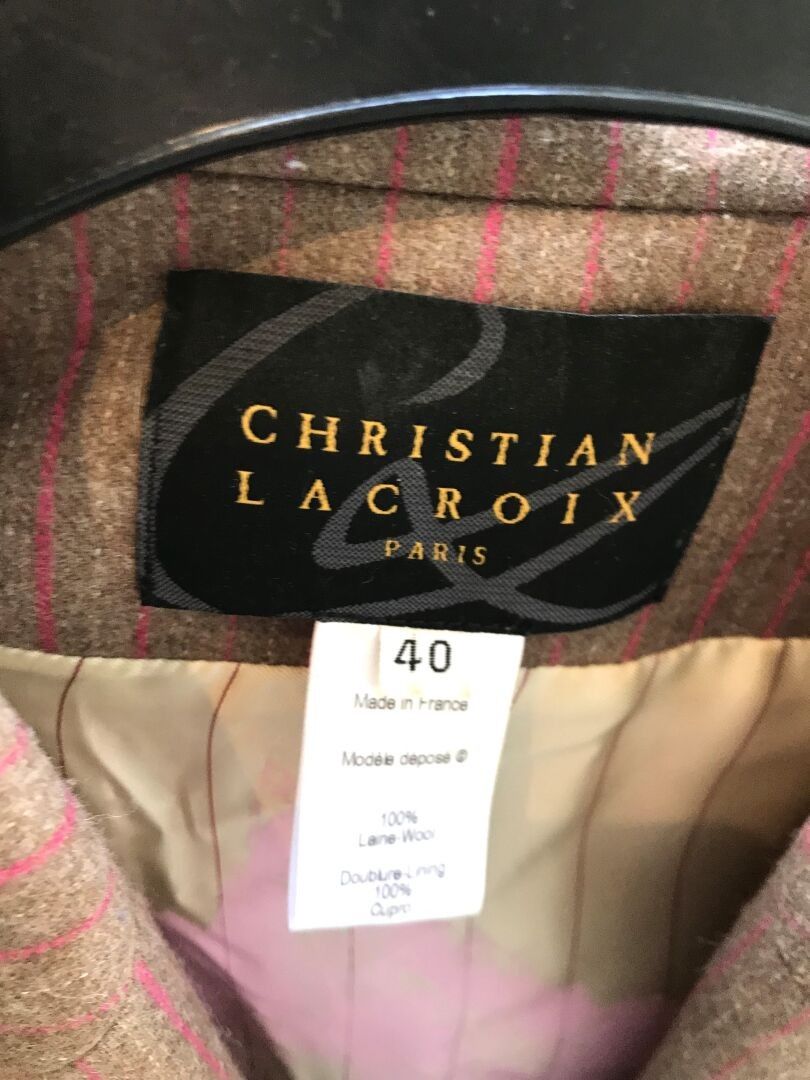 CHRISTIAN
LACROIX
PARIS
40
Made in France
Modèle déposé ©
100%
Laine-Wool
Doublure-Lining
100%
Cupro